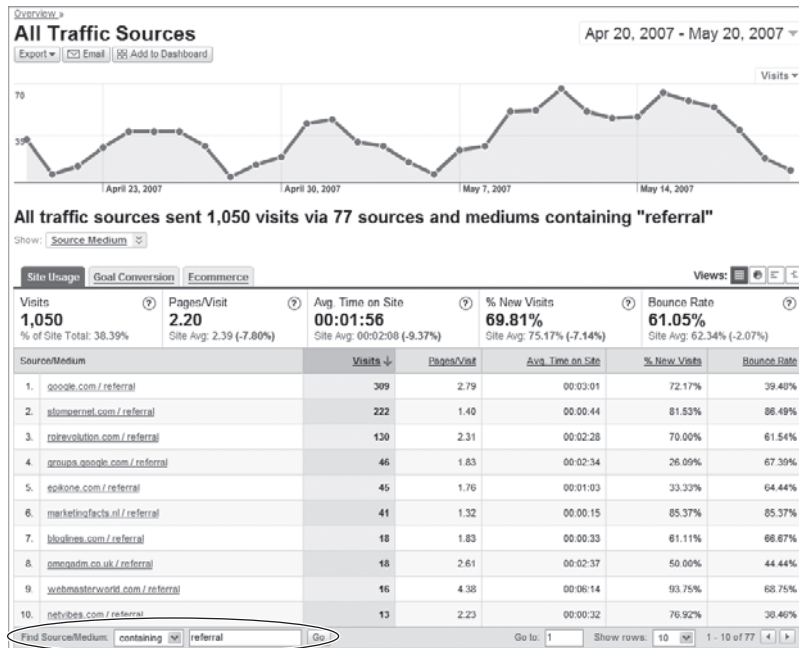 Overview »
All Traffic Sources
Apr 20, 2007 - May 20, 2007
Export Email Add to Dashboard
Visits
70
35
April 23, 2007 April 30, 2007 May 7, 2007 May 14, 2007
All traffic sources sent 1,050 visits via 77 sources and mediums containing "referral"
Show: Source Medium
Site Usage Goal Conversion Ecommerce Views:
Visits ? Pages/Visit ? Avg. Time on Site ? % New Visits ? Bounce Rate ?
1,050 2.20 00:01:56 69.81% 61.05%
% of Site Total: 38.39% Site Avg: 2.39 (-7.80%) Site Avg: 00:02:08 (-9.37%) Site Avg: 75.17% (-7.14%) Site Avg: 62.34% (-2.07%)
Source/Medium Visits ↓ Pages/Visit Avg. Time on Site % New Visits Bounce Rate
1. google.com / referral 309 2.79 00:03:01 72.17% 39.48%
2. stompernet.com / referral 222 1.40 00:00:44 81.53% 86.49%
3. roirevolution.com / referral 130 2.31 00:02:28 70.00% 61.54%
4. groups.google.com / referral 46 1.83 00:02:34 26.09% 67.39%
5. epikone.com / referral 45 1.76 00:01:03 33.33% 64.44%
6. marketingfacts.nl / referral 41 1.32 00:00:15 85.37% 85.37%
7. bloglines.com / referral 18 1.83 00:00:33 61.11% 66.67%
8. omegadm.co.uk / referral 18 2.61 00:02:37 50.00% 44.44%
9. webmasterworld.com / referral 16 4.38 00:06:14 93.75% 68.75%
10. netvibes.com / referral 13 2.23 00:00:32 76.92% 38.46%
Find Source/Medium: containing referral Go Go to: 1 Show rows: 10 1 - 10 of 77